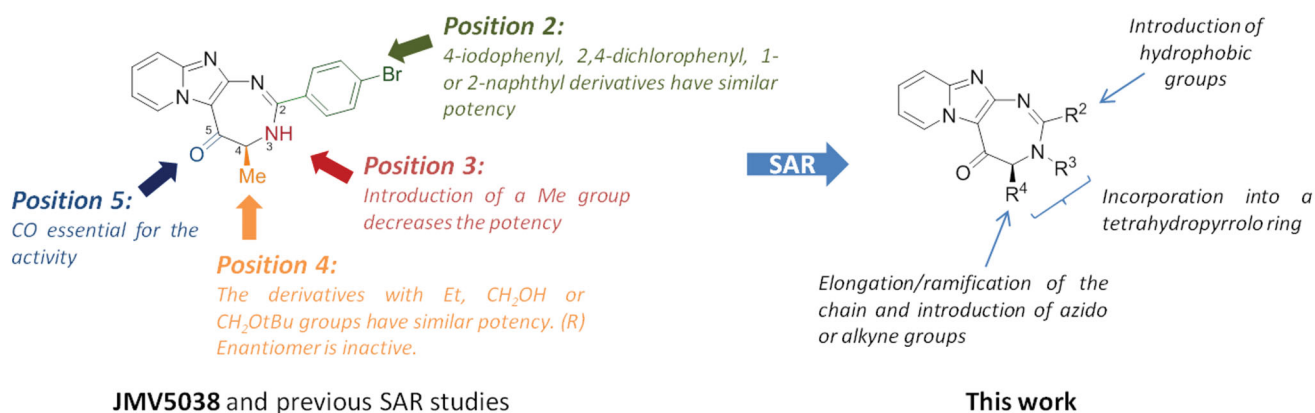 Position 2:
4-iodophenyl, 2,4-dichlorophenyl, 1-
or 2-naphthyl derivatives have similar
potency
N
N
N
Br
2
5
NH
O
4
3
Me
Position 3:
Introduction of a Me group
decreases the potency
Position 5:
CO essential for the
activity
Position 4:
The derivatives with Et, CH₂OH or
CH₂OtBu groups have similar potency. (R)
Enantiomer is inactive.
JMV5038 and previous SAR studies
SAR
Introduction of
hydrophobic
groups
N
N
N
R²
N
R³
O
R⁴
Incorporation into a
tetrahydropyrrolo ring
Elongation/ramification of the
chain and introduction of azido
or alkyne groups
This work